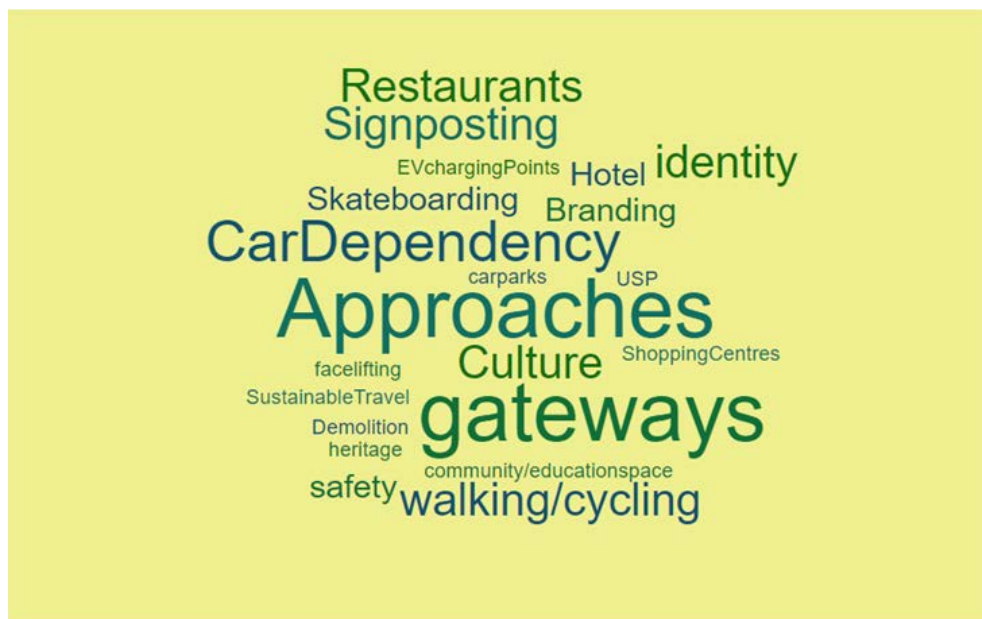 Restaurants
Signposting
EVchargingPoints
Hotel
identity
Skateboarding
Branding
CarDependency
carparks
USP
Approaches
Culture
ShoppingCentres
facelifting
SustainableTravel
gateways
Demolition
heritage
community/educationspace
safety
walking/cycling